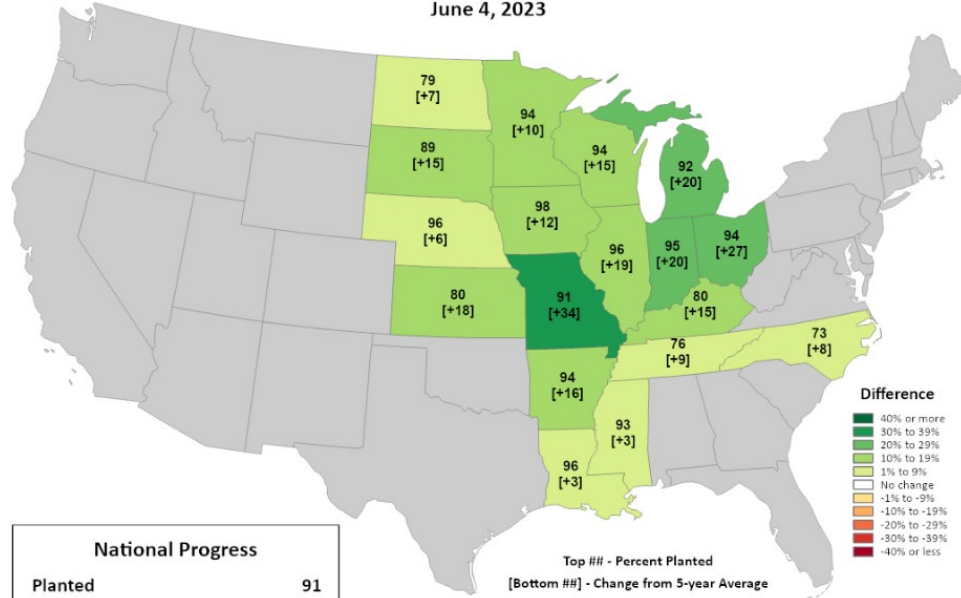 June 4, 2023
79
[+7]
94
[+10]
89
[+15]
94
[+15]
92
[+20]
96
[+6]
98
[+12]
96
[+19]
95
[+20]
94
[+27]
80
[+18]
91
[+34]
80
[+15]
76
[+9]
73
[+8]
94
[+16]
93
[+3]
96
[+3]
Difference
40% or more
30% to 39%
20% to 29%
10% to 19%
1% to 9%
No change
-1% to -9%
-10% to -19%
-20% to -29%
-30% to -39%
-40% or less
National Progress
Planted 91
Top ## - Percent Planted
[Bottom ##] - Change from 5-year Average